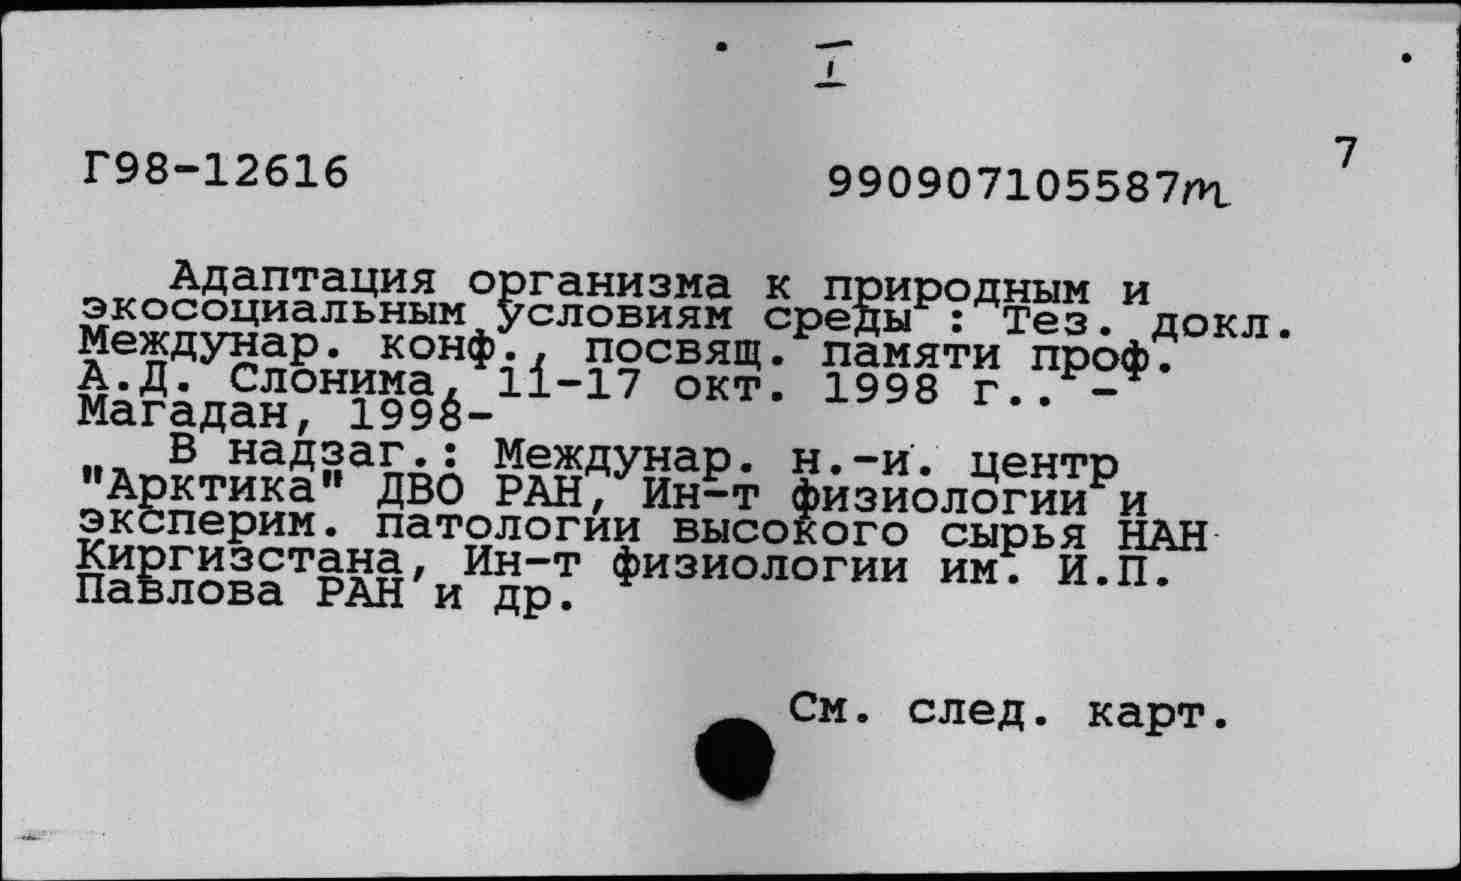 I
7
Г98-12616
990907105587m
Адаптация организма к природным и
экосоциальным условиям среды : Тез. докл.
Междунар. конф., посвящ. памяти проф.
А.Д. Слонима, 11-17 окт. 1998 г.. -
Магадан, 1998-
В надзаг.: Междунар. н.-и. центр
"Арктика" ДВО РАН, Ин-т физиологии и
эксперим. патологии высокого сырья НАН
Киргизстана, Ин-т физиологии им. И.П.
Павлова РАН и др.
См. след. карт.